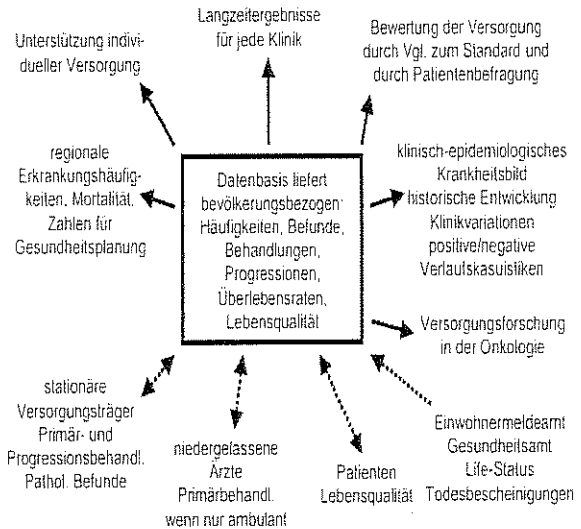 Unterstützung indivi-
dueller Versorgung
Langzeitergebnisse
für jede Klinik
Bewertung der Versorgung
durch Vgl. zum Standard und
durch Patientenbefragung
regionale
Erkrankungshäufig-
keiten, Mortalität,
Zahlen für
Gesundheitsplanung
Datenbasis liefert
bevölkerungsbezogen:
Häufigkeiten, Befunde,
Behandlungen,
Progressionen,
Überlebensraten,
Lebensqualität
klinisch-epidemiologisches
Krankheitsbild
historische Entwicklung
Klinikvariationen
positive/negative
Verlaufskasuistiken
Versorgungsforschung
in der Onkologie
stationäre
Versorgungsträger
Primär- und
Progressionsbehandl.
Pathol. Befunde
niedergelassene
Ärzte
Primärbehandl.
wenn nur ambulant
Patienten
Lebensqualität
Einwohnermeldeamt
Gesundheitsamt
Life-Status
Todesbescheinigungen